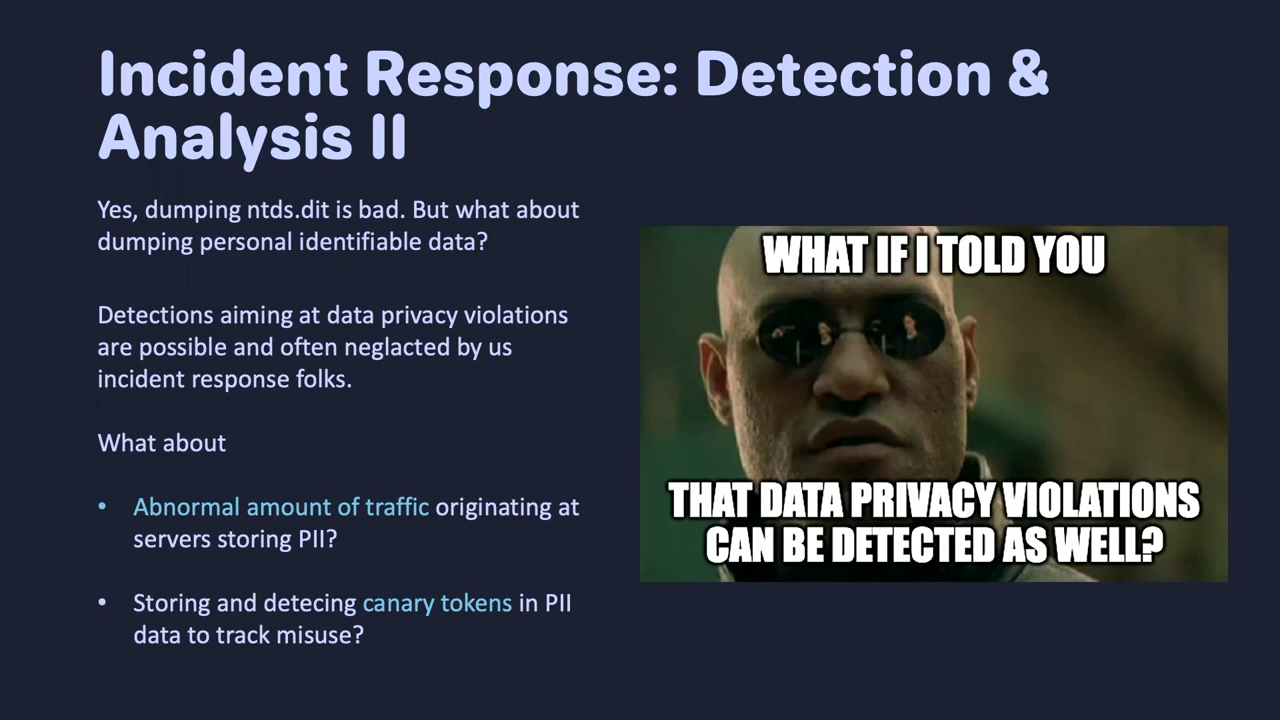 Incident Response: Detection &
Analysis II
Yes, dumping ntds.dit is bad. But what about
dumping personal identifiable data?
Detections aiming at data privacy violations
are possible and often neglacted by us
incident response folks.
What about
• Abnormal amount of traffic originating at
servers storing PII?
• Storing and detecing canary tokens in PII
data to track misuse?
WHAT IF I TOLD YOU
THAT DATA PRIVACY VIOLATIONS
CAN BE DETECTED AS WELL?